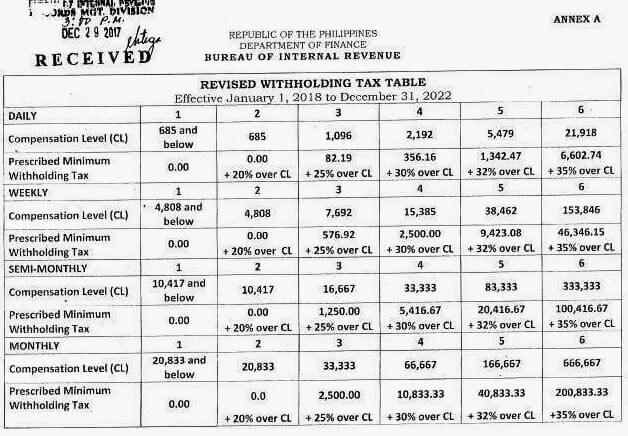 ANNEX A
RDS MGT. DIVISION
3:00 P.M.
DEC 29 2017
RECEIVED
REPUBLIC OF THE PHILIPPINES
DEPARTMENT OF FINANCE
BUREAU OF INTERNAL REVENUE
REVISED WITHHOLDING TAX TABLE
Effective January 1, 2018 to December 31, 2022
DAILY 1 2 3 4 5 6
Compensation Level (CL) 685 and below 685 1,096 2,192 5,479 21,918
Prescribed Minimum Withholding Tax 0.00 0.00 +20% over CL 82.19 +25% over CL 356.16 +30% over CL 1,342.47 +32% over CL 6,602.74 +35% over CL
WEEKLY 1 2 3 4 5 6
Compensation Level (CL) 4,808 and below 4,808 7,692 15,385 38,462 153,846
Prescribed Minimum Withholding Tax 0.00 0.00 +20% over CL 576.92 +25% over CL 2,500.00 +30% over CL 9,423.08 +32% over CL 46,346.15 +35% over CL
SEMI-MONTHLY 1 2 3 4 5 6
Compensation Level (CL) 10,417 and below 10,417 16,667 33,333 83,333 333,333
Prescribed Minimum Withholding Tax 0.00 0.00 +20% over CL 1,250.00 +25% over CL 5,416.67 +30% over CL 20,416.67 +32% over CL 100,416.67 +35% over CL
MONTHLY 1 2 3 4 5 6
Compensation Level (CL) 20,833 and below 20,833 33,333 66,667 166,667 666,667
Prescribed Minimum Withholding Tax 0.00 0.0 +20% over CL 2,500.00 +25% over CL 10,833.33 +30% over CL 40,833.33 +32% over CL 200,833.33 +35% over CL